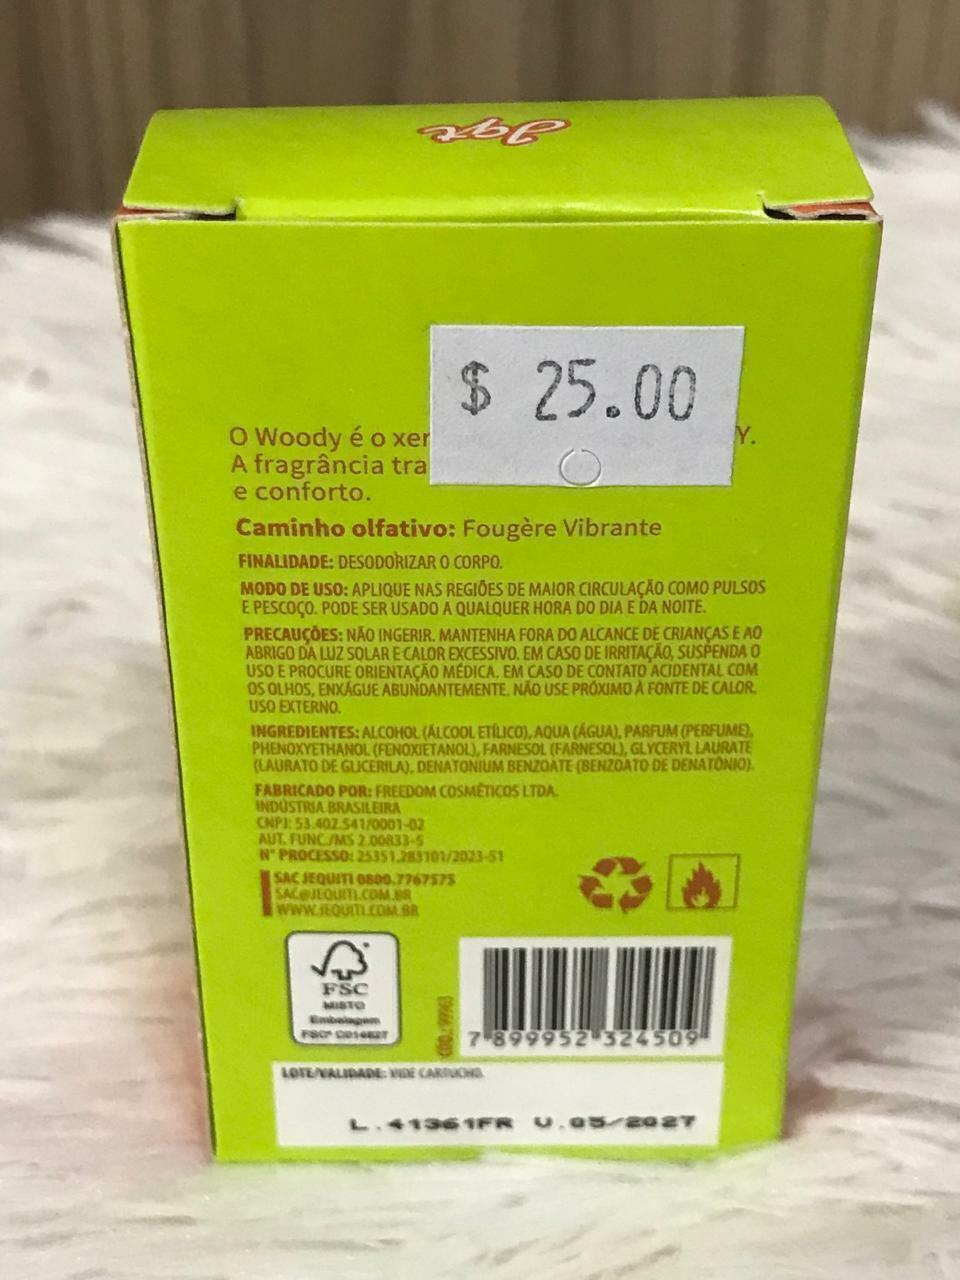 Jqt
$ 25.00
O Woody é o xer Y.
A fragrância tra
e conforto.
Caminho olfativo: Fougère Vibrante
FINALIDADE: DESODORIZAR O CORPO.
MODO DE USO: APLIQUE NAS REGIÕES DE MAIOR CIRCULAÇÃO COMO PULSOS
E PESCOÇO. PODE SER USADO A QUALQUER HORA DO DIA E DA NOITE.
PRECAUÇÕES: NÃO INGERIR. MANTENHA FORA DO ALCANCE DE CRIANÇAS E AO
ABRIGO DA LUZ SOLAR E CALOR EXCESSIVO. EM CASO DE IRRITAÇÃO, SUSPENDA O
USO E PROCURE ORIENTAÇÃO MÉDICA. EM CASO DE CONTATO ACIDENTAL COM
OS OLHOS, ENXÁGUE ABUNDANTEMENTE. NÃO USE PRÓXIMO À FONTE DE CALOR.
USO EXTERNO.
INGREDIENTES: ALCOHOL (ÁLCOOL ETÍLICO), AQUA (ÁGUA), PARFUM (PERFUME),
PHENOXYETHANOL (FENOXIETANOL), FARNESOL (FARNESOL), GLYCERYL LAURATE
(LAURATO DE GLICERILA), DENATONIUM BENZOATE (BENZOATO DE DENATÔNIO).
FABRICADO POR: FREEDOM COSMÉTICOS LTDA.
INDÚSTRIA BRASILEIRA
CNPJ: 53.402.541/0001-02
AUT. FUNC./MS 2.00833-5
N° PROCESSO: 25351.283101/2023-51
SAC JEQUITI 0800.7767575
SAC@JEQUITI.COM.BR
WWW.JEQUITI.COM.BR
FSC
MISTO
Embalagem
FSC® C014827
7 899952 324509
LOTE/VALIDADE: VIDE CARTUCHO.
L.41361FR V.05/2027